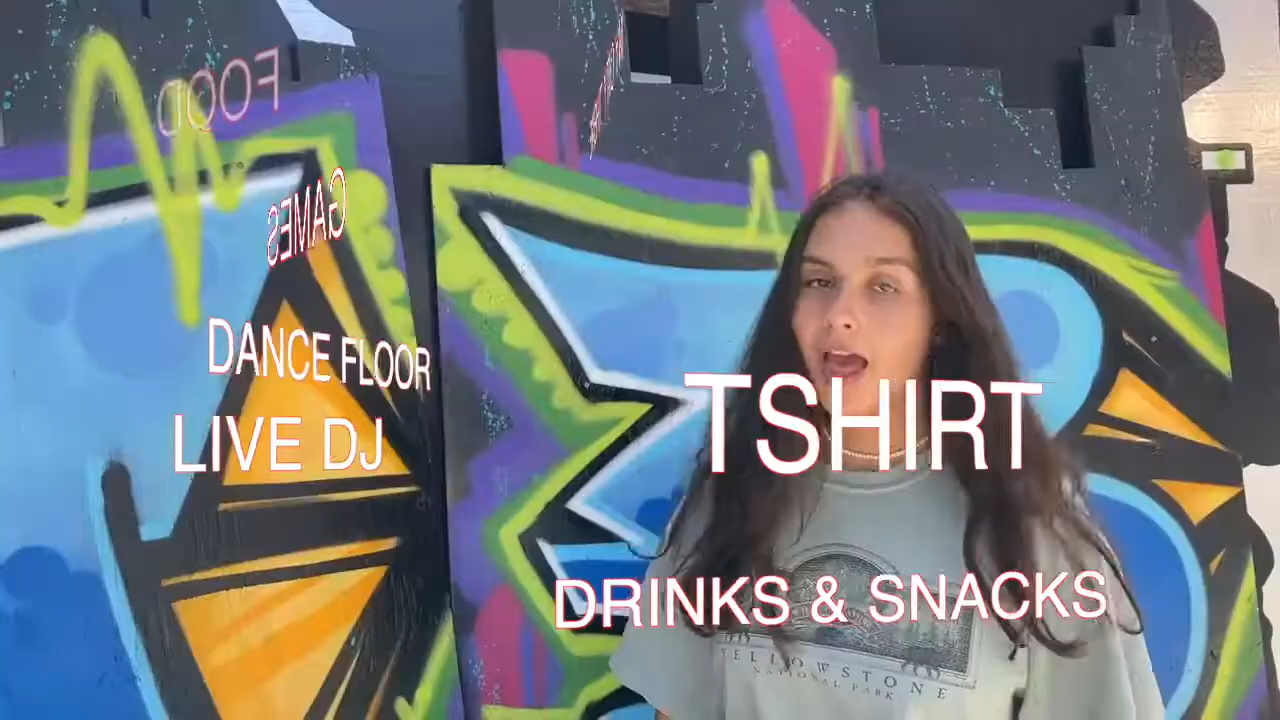 FOOD
GAMES
DANCE FLOOR
LIVE DJ
TSHIRT
DRINKS & SNACKS
YELLOWSTONE
NATIONAL PARK